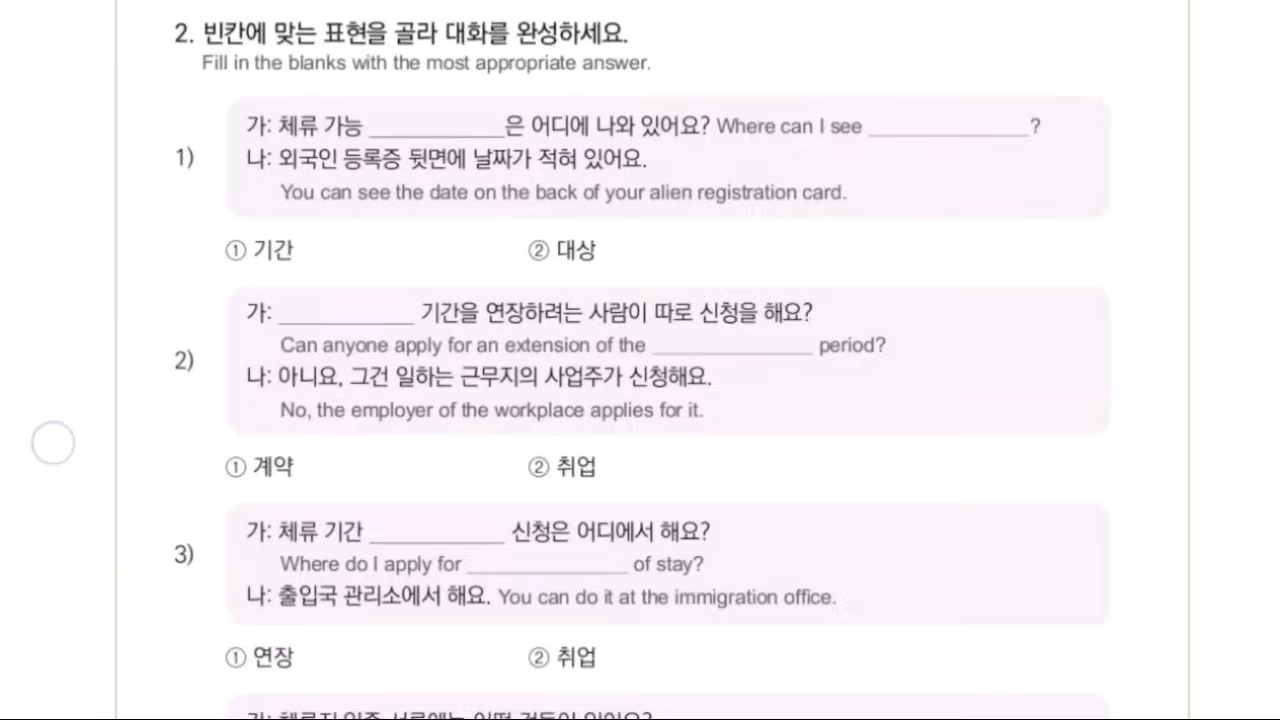 2. 빈칸에 맞는 표현을 골라 대화를 완성하세요.
Fill in the blanks with the most appropriate answer.
가: 체류 가능 ____________은 어디에 나와 있어요? Where can I see ______________?
1)
나: 외국인 등록증 뒷면에 날짜가 적혀 있어요.
You can see the date on the back of your alien registration card.
① 기간 ② 대상
가: ____________ 기간을 연장하려는 사람이 따로 신청을 해요?
Can anyone apply for an extension of the ______________ period?
2)
나: 아니요, 그건 일하는 근무지의 사업주가 신청해요.
No, the employer of the workplace applies for it.
① 계약 ② 취업
가: 체류 기간 ____________ 신청은 어디에서 해요?
3)
Where do I apply for ______________ of stay?
나: 출입국 관리소에서 해요. You can do it at the immigration office.
① 연장 ② 취업